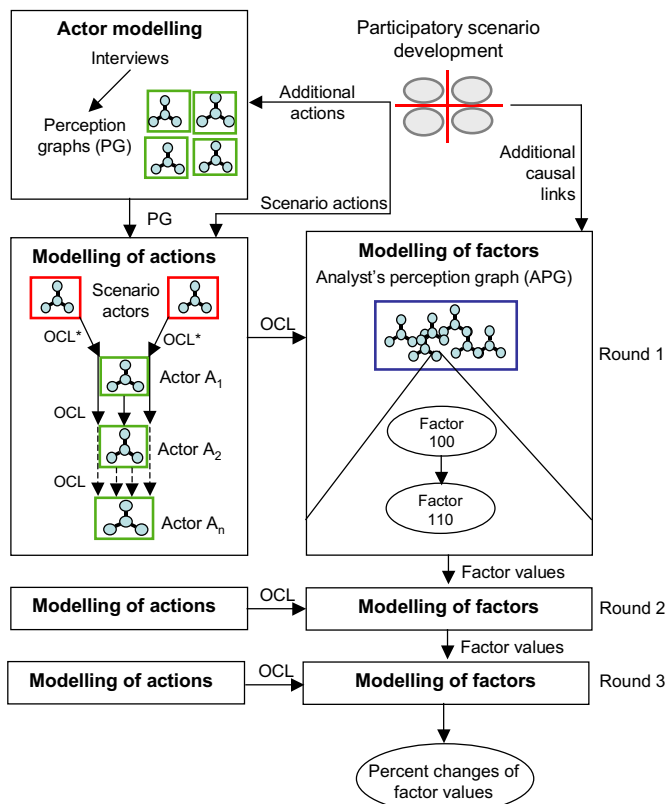 Actor modelling
Interviews
Perception
graphs (PG)
Participatory scenario
development
Additional
actions
Additional
causal
links
PG
Scenario actions
Modelling of actions
Scenario
actors
OCL*
OCL*
Actor A1
OCL
Actor A2
OCL
Actor An
OCL
Modelling of factors
Analyst's perception graph (APG)
Factor
100
Factor
110
Round 1
Factor values
Modelling of actions
OCL
Modelling of factors
Round 2
Factor values
Modelling of actions
OCL
Modelling of factors
Round 3
Percent changes of
factor values